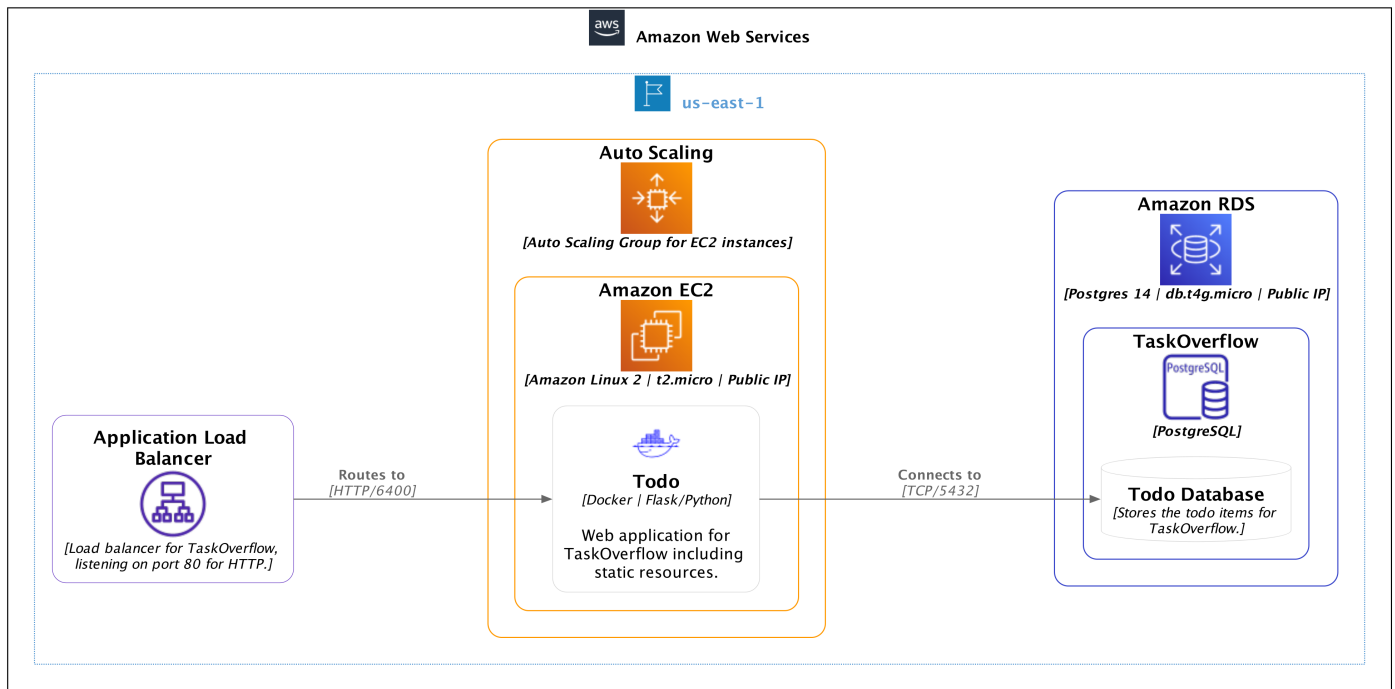 aws
Amazon Web Services
us-east-1
Auto Scaling
[Auto Scaling Group for EC2 instances]
Amazon EC2
[Amazon Linux 2 | t2.micro | Public IP]
Application Load
Balancer
[Load balancer for TaskOverflow,
listening on port 80 for HTTP.]
Routes to
[HTTP/6400]
Todo
[Docker | Flask/Python]
Web application for
TaskOverflow including
static resources.
Connects to
[TCP/5432]
Amazon RDS
[Postgres 14 | db.t4g.micro | Public IP]
TaskOverflow
PostgreSQL
[PostgreSQL]
Todo Database
[Stores the todo items for
TaskOverflow.]